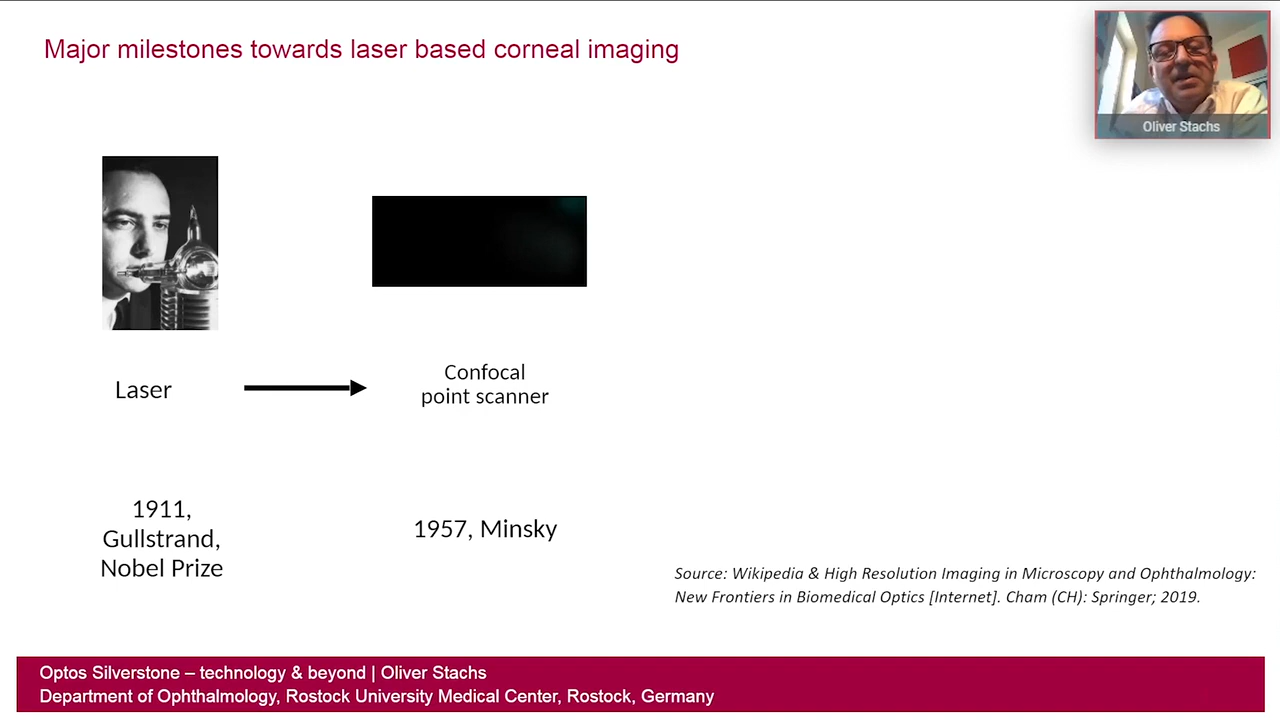 Major milestones towards laser based corneal imaging
Oliver Stachs
Laser
Confocal
point scanner
1911,
Gullstrand,
Nobel Prize
1957, Minsky
Source: Wikipedia & High Resolution Imaging in Microscopy and Ophthalmology:
New Frontiers in Biomedical Optics [Internet]. Cham (CH): Springer; 2019.
Optos Silverstone – technology & beyond | Oliver Stachs
Department of Ophthalmology, Rostock University Medical Center, Rostock, Germany